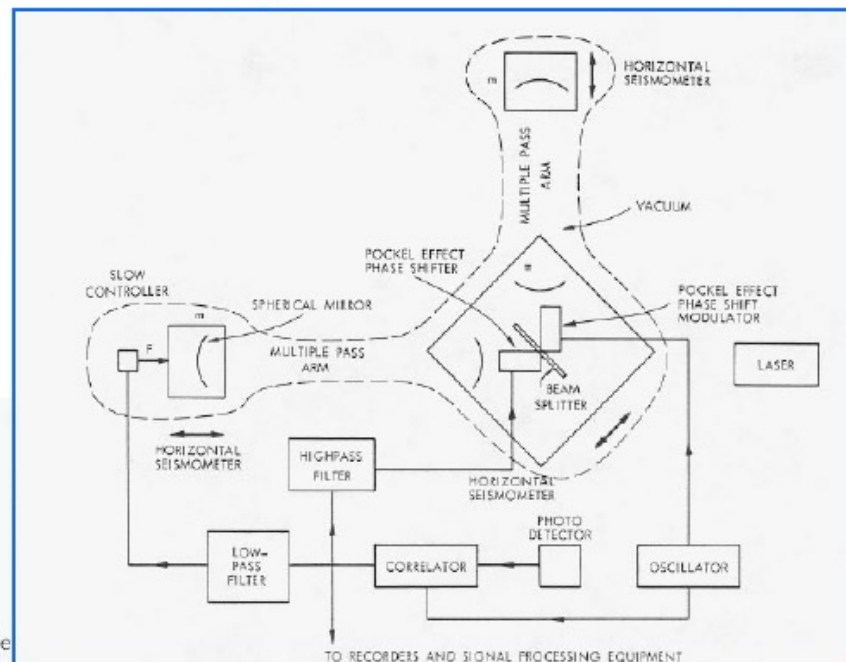 HORIZONTAL
SEISMOMETER
m
MULTIPLE PASS
ARM
VACUUM
POCKEL EFFECT
PHASE SHIFTER
SLOW
CONTROLLER
m
SPHERICAL MIRROR
POCKEL EFFECT
PHASE SHIFT
MODULATOR
F
MULTIPLE PASS
ARM
LASER
BEAM
SPLITTER
HORIZONTAL
SEISMOMETER
HIGHPASS
FILTER
HORIZONTAL
SEISMOMETER
PHOTO
DETECTOR
LOW-
PASS
FILTER
CORRELATOR
OSCILLATOR
TO RECORDERS AND SIGNAL PROCESSING EQUIPMENT